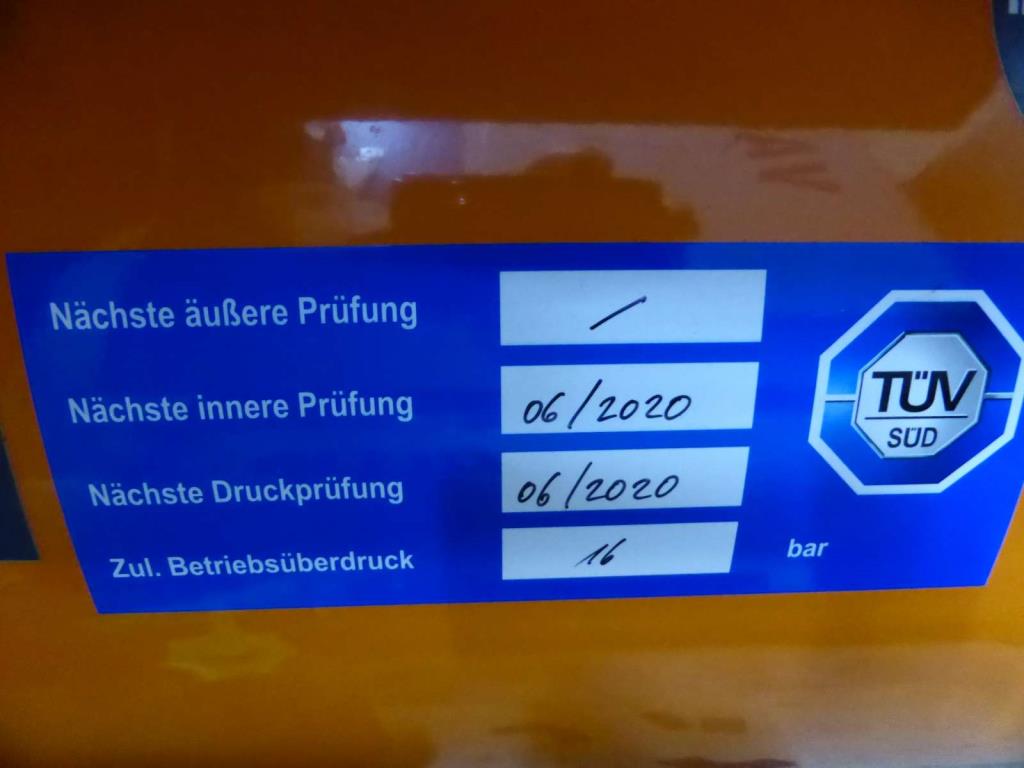 Nächste äußere Prüfung /
Nächste innere Prüfung 06/2020
Nächste Druckprüfung 06/2020
Zul. Betriebsüberdruck 16 bar
TÜV
SÜD